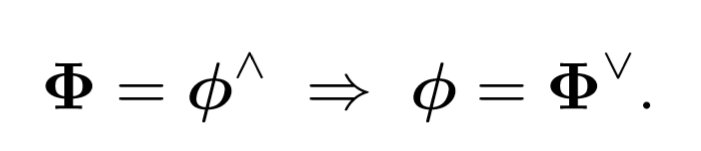 𝚽 = 𝝓^∧ ⇒ 𝝓 = 𝚽^∨.